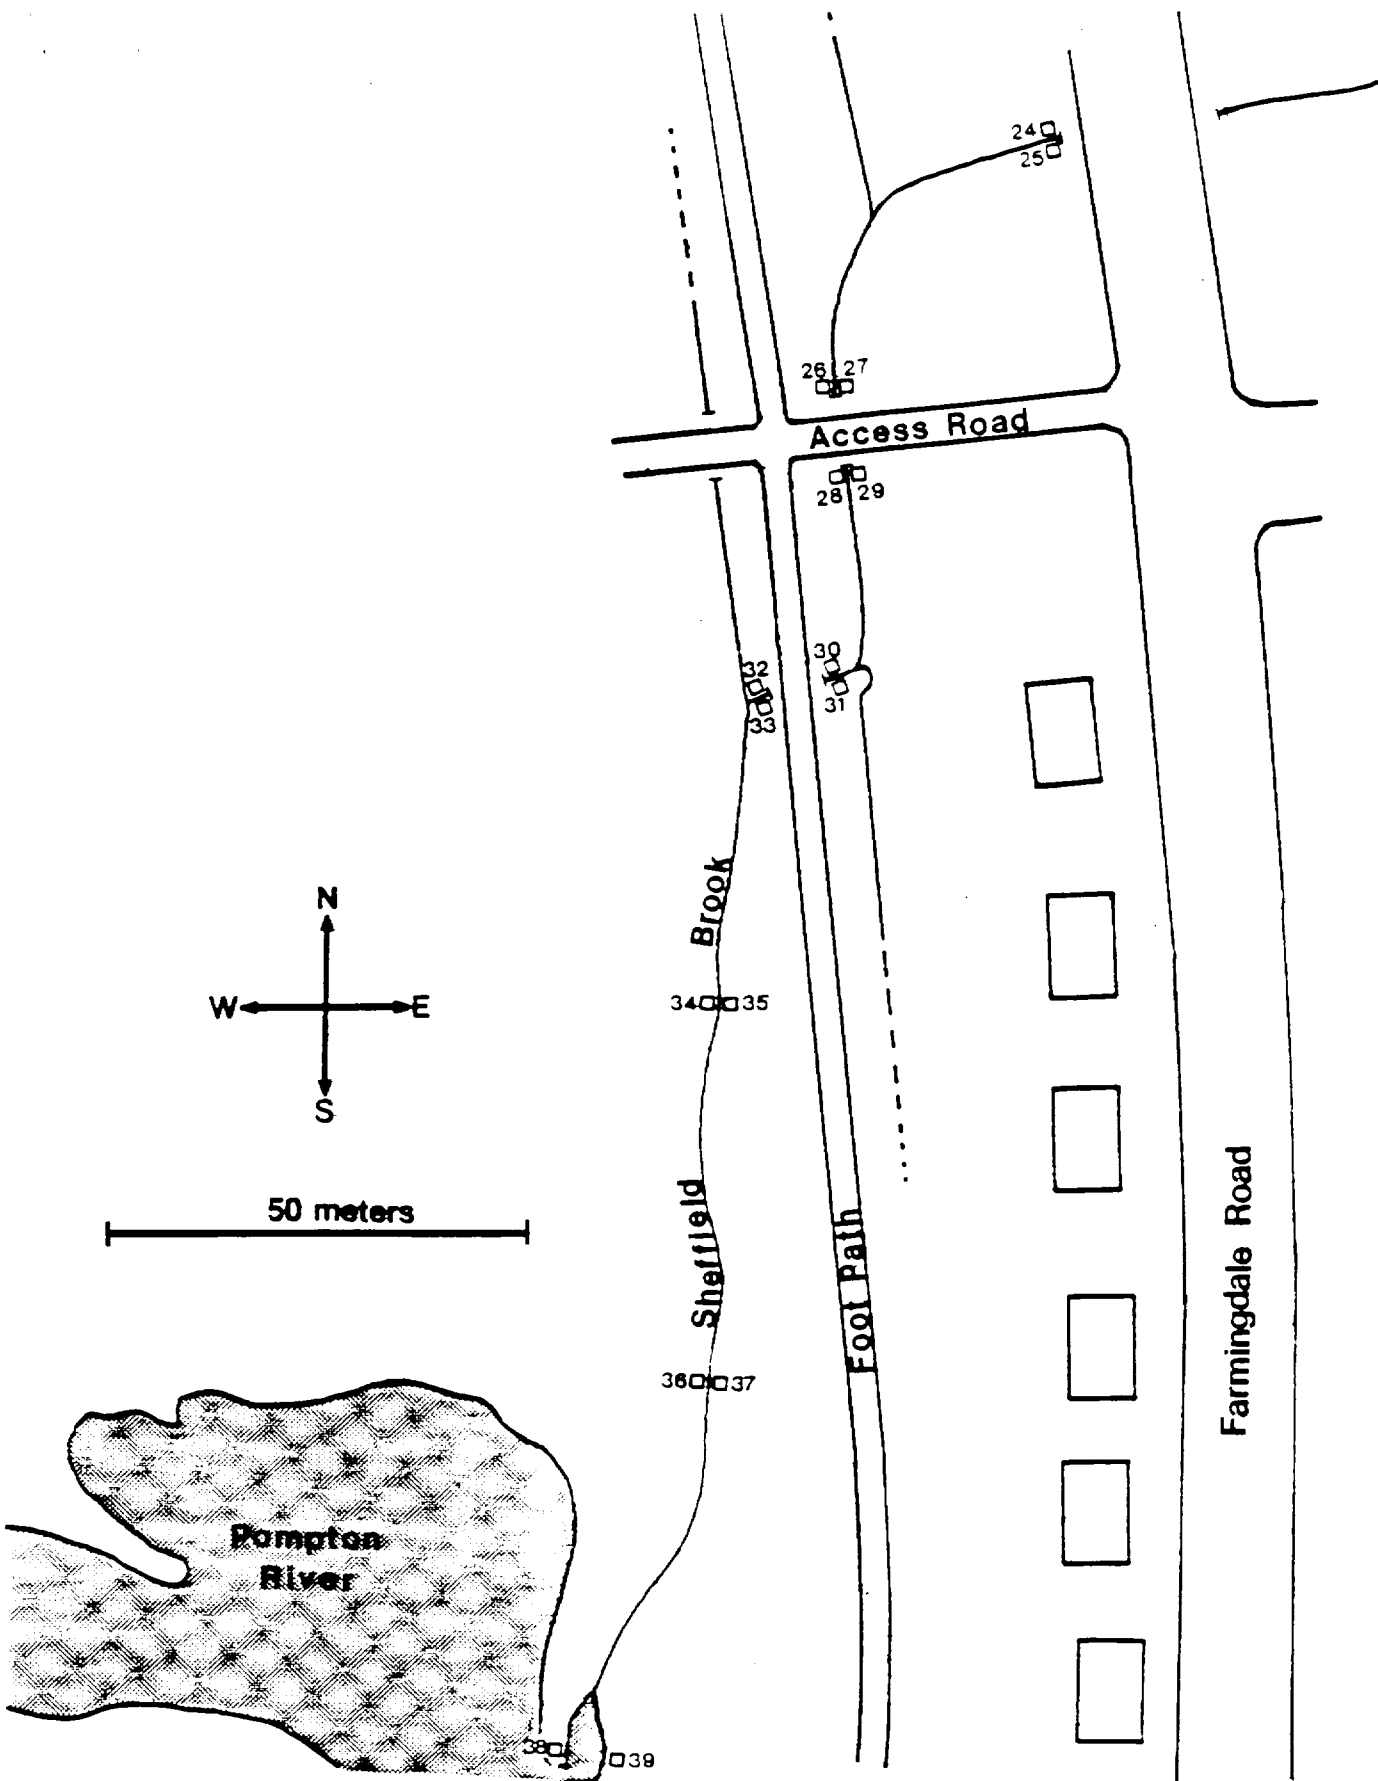 24
25
26 27
Access Road
28 29
30
31
32
33
Brook
N
W E
S
34 35
50 meters
Sheffield
Foot Path
Farmingdale Road
36 37
Pompton
River
38 39